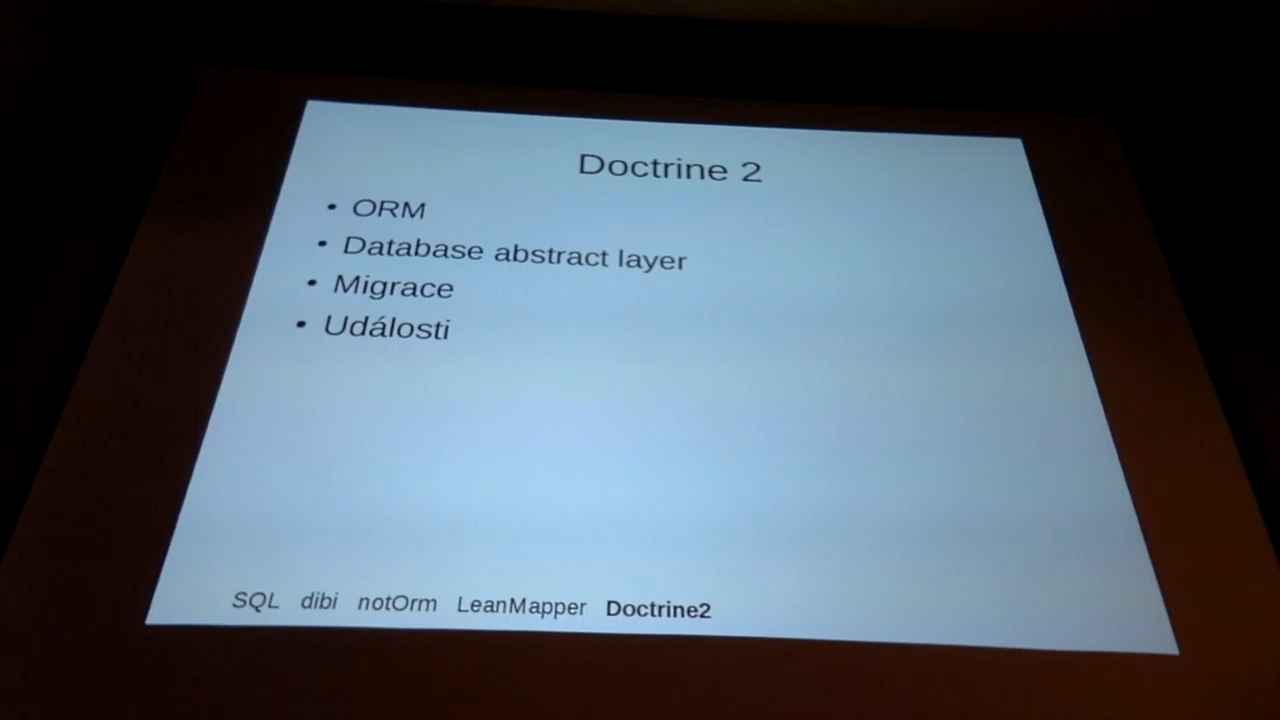 Doctrine 2
• ORM
• Database abstract layer
• Migrace
• Události
SQL dibi notOrm LeanMapper Doctrine2